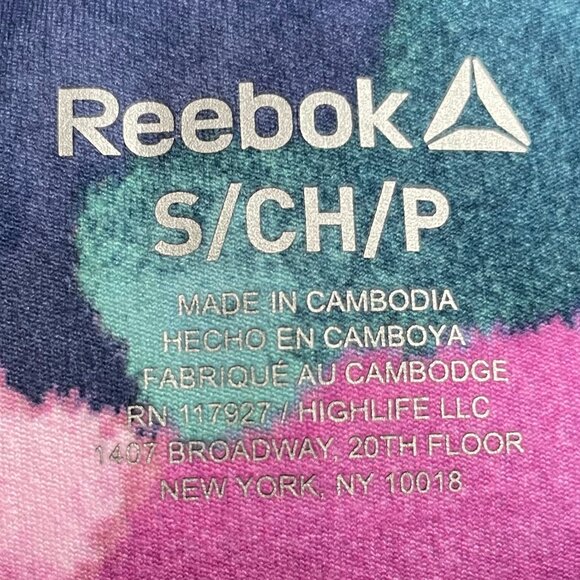 Reebok
S/CH/P
MADE IN CAMBODIA
HECHO EN CAMBOYA
FABRIQUÉ AU CAMBODGE
RN 117927 / HIGHLIFE LLC
1407 BROADWAY, 20TH FLOOR
NEW YORK, NY 10018